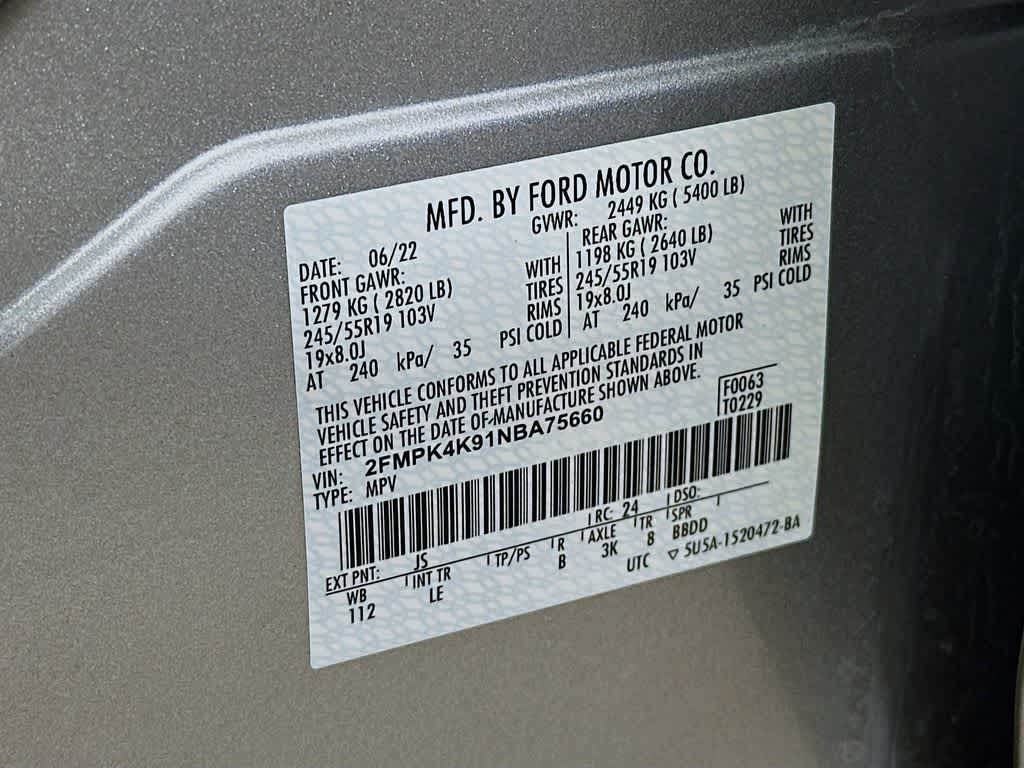 MFD. BY FORD MOTOR CO.
DATE: 06/22 GVWR: 2449 KG ( 5400 LB)
FRONT GAWR: REAR GAWR:
1279 KG ( 2820 LB) WITH 1198 KG ( 2640 LB) WITH
245/55R19 103V TIRES 245/55R19 103V TIRES
19x8.0J RIMS 19x8.0J RIMS
AT 240 kPa/ 35 PSI COLD AT 240 kPa/ 35 PSI COLD
THIS VEHICLE CONFORMS TO ALL APPLICABLE FEDERAL MOTOR
VEHICLE SAFETY AND THEFT PREVENTION STANDARDS IN
EFFECT ON THE DATE OF MANUFACTURE SHOWN ABOVE.
F0063
T0229
VIN: 2FMPK4K91NBA75660
TYPE: MPV
EXT PNT: JS RC: 24 DSO:
WB INT TR TP/PS R AXLE TR SPR
112 LE B 3K 8 BBDD
UTC ▽ 5U5A-1520472-BA